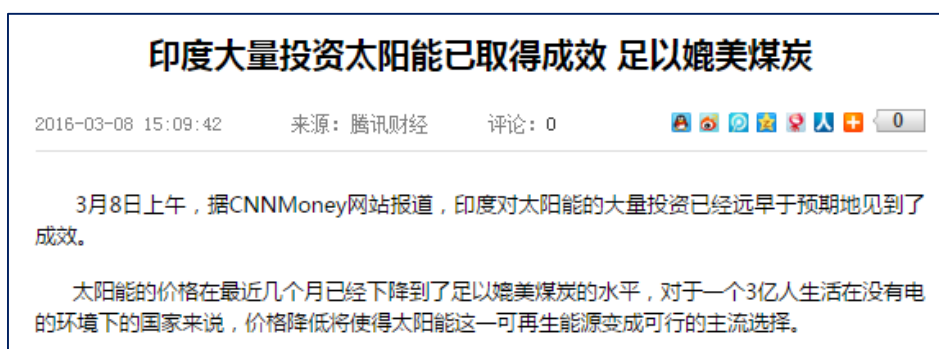 印度大量投资太阳能已取得成效 足以媲美煤炭
2016-03-08 15:09:42 来源：腾讯财经 评论：0 0
3月8日上午，据CNNMoney网站报道，印度对太阳能的大量投资已经远早于预期地见到了
成效。
太阳能的价格在最近几个月已经下降到了足以媲美煤炭的水平，对于一个3亿人生活在没有电
的环境下的国家来说，价格降低将使得太阳能这一可再生能源变成可行的主流选择。